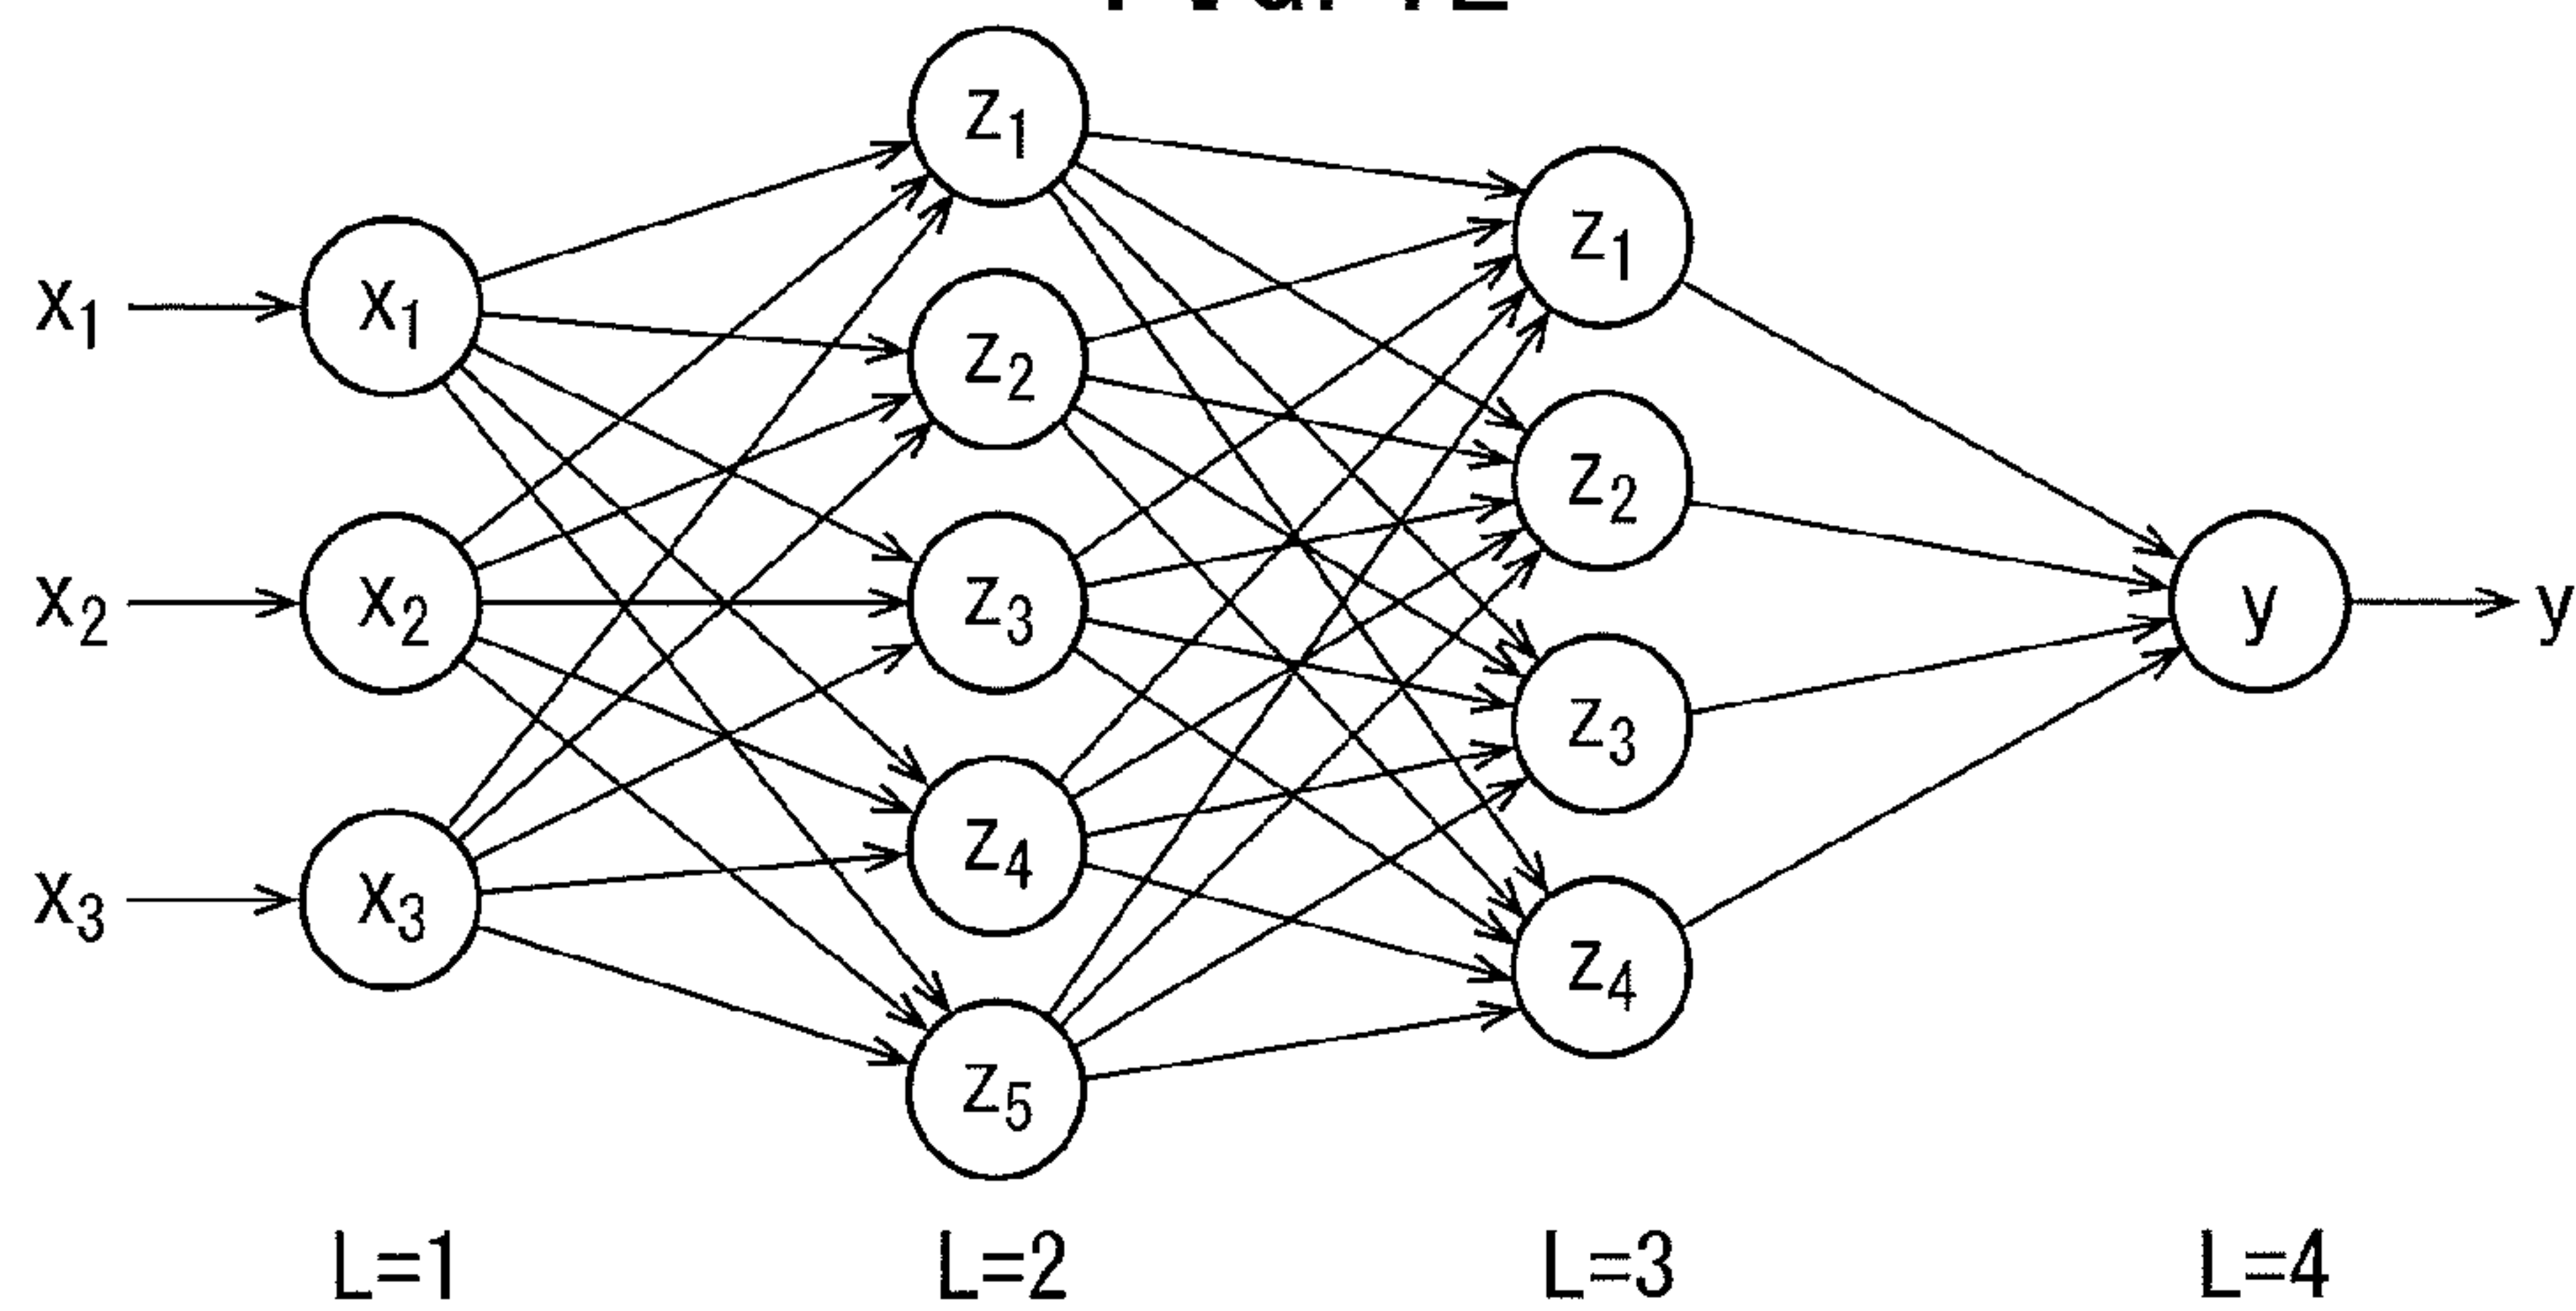 z₁
z₁
x₁ x₁
z₂
z₂
x₂ x₂ z₃ y y
z₃
z₄
x₃ x₃
z₄
z₅
L=1 L=2 L=3 L=4